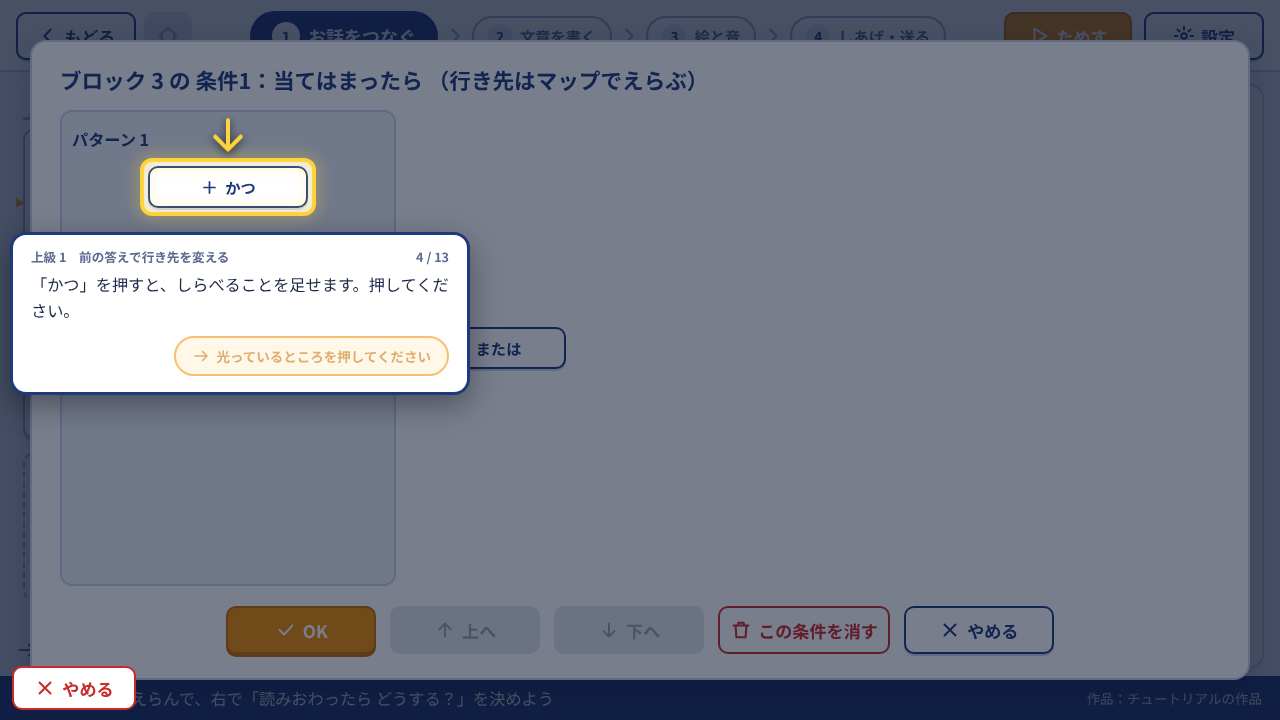 もどる
1 お話をつなぐ
2 文章を書く
3 絵と音
4 しあげ・送る
ためす
設定
ブロック 3 の 条件1：当てはまったら （行き先はマップでえらぶ）
パターン 1
かつ
上級 1　前の答えで行き先を変える
4 / 13
「かつ」を押すと、しらべることを足せます。押してくだ
さい。
光っているところを押してください
または
OK
上へ
下へ
この条件を消す
やめる
やめる
えらんで、右で「読みおわったら どうする？」を決めよう
作品：チュートリアルの作品